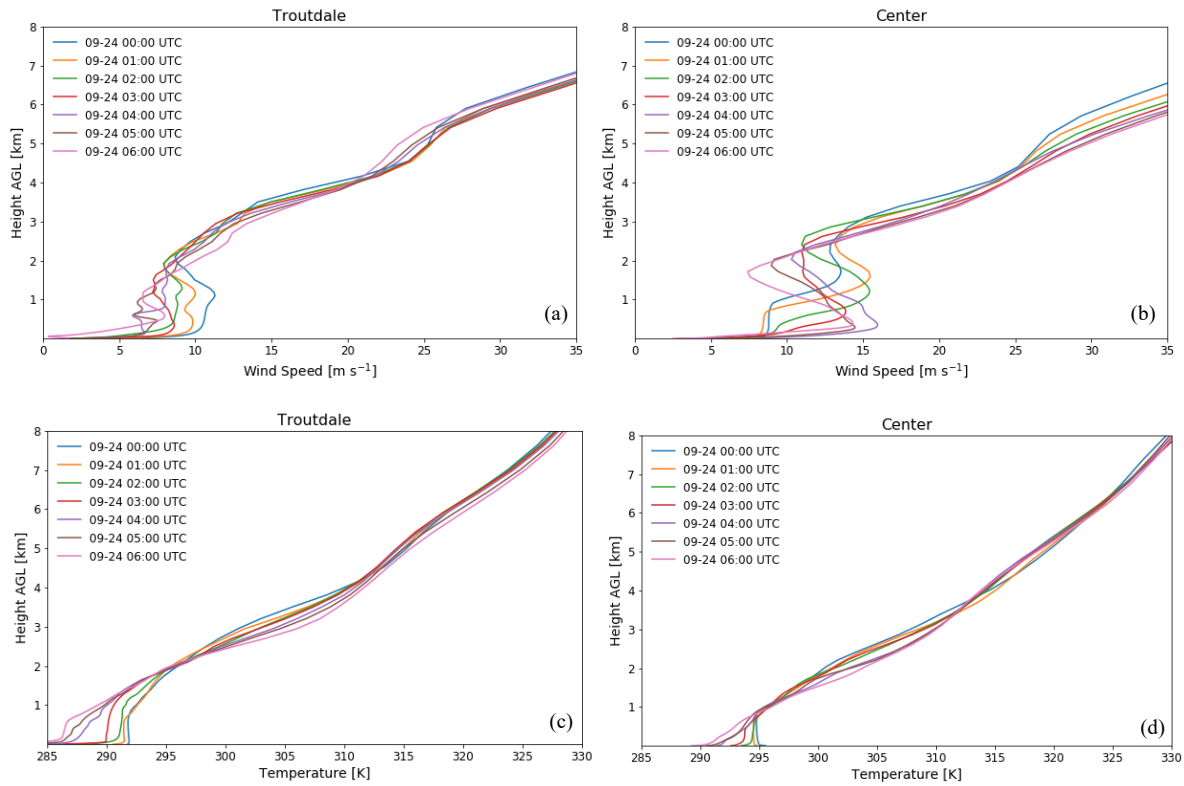 Troutdale
8
7
6
5
4
3
2
1
Height AGL [km]
09-24 00:00 UTC
09-24 01:00 UTC
09-24 02:00 UTC
09-24 03:00 UTC
09-24 04:00 UTC
09-24 05:00 UTC
09-24 06:00 UTC
(a)
0 5 10 15 20 25 30 35
Wind Speed [m s⁻¹]
Center
8
7
6
5
4
3
2
1
Height AGL [km]
09-24 00:00 UTC
09-24 01:00 UTC
09-24 02:00 UTC
09-24 03:00 UTC
09-24 04:00 UTC
09-24 05:00 UTC
09-24 06:00 UTC
(b)
0 5 10 15 20 25 30 35
Wind Speed [m s⁻¹]
Troutdale
8
7
6
5
4
3
2
1
Height AGL [km]
09-24 00:00 UTC
09-24 01:00 UTC
09-24 02:00 UTC
09-24 03:00 UTC
09-24 04:00 UTC
09-24 05:00 UTC
09-24 06:00 UTC
(c)
285 290 295 300 305 310 315 320 325 330
Temperature [K]
Center
8
7
6
5
4
3
2
1
Height AGL [km]
09-24 00:00 UTC
09-24 01:00 UTC
09-24 02:00 UTC
09-24 03:00 UTC
09-24 04:00 UTC
09-24 05:00 UTC
09-24 06:00 UTC
(d)
285 290 295 300 305 310 315 320 325 330
Temperature [K]